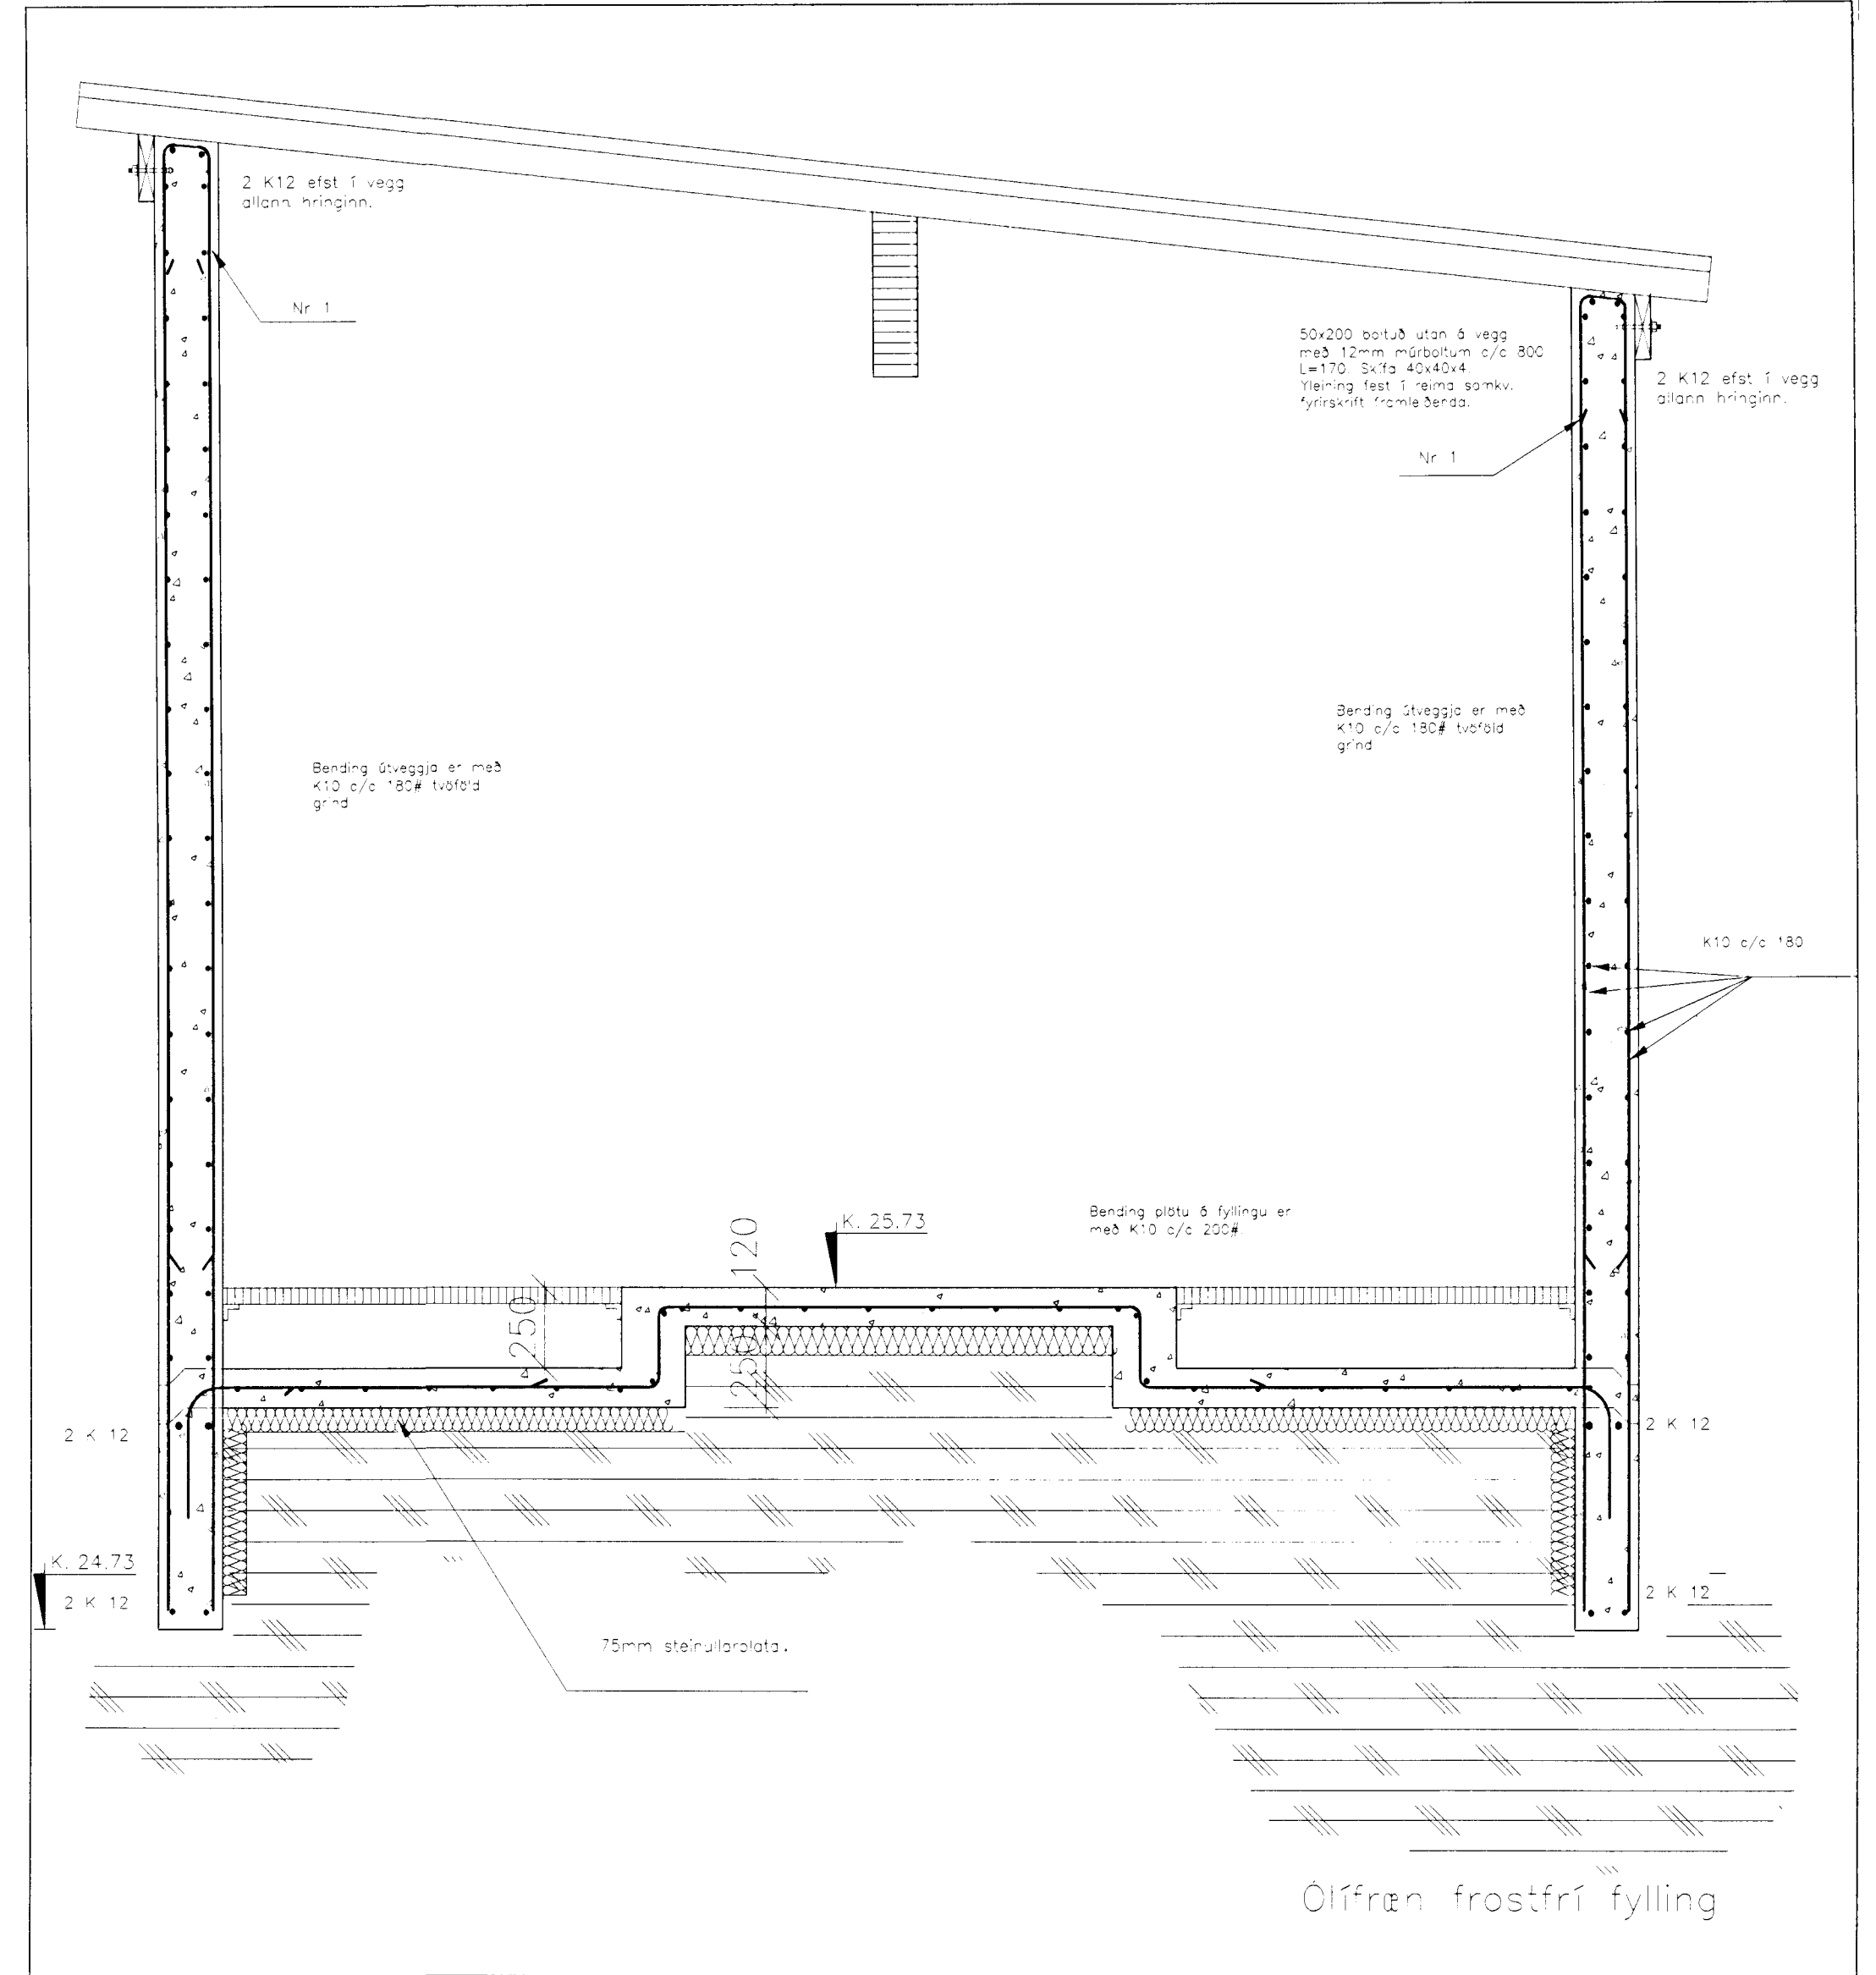 2 K12 efst í vegg
allann hringinn.
Nr 1
50x200 boltuð utan á vegg
með 12mm múrboltum c/c 800
L=170. Skífa 40x40x4.
Yleining fest í reima samkv.
fyrirskrift framleiðenda.
2 K12 efst í vegg
allann hringinn.
Nr 1
Bending útveggja er með
K10 c/c 180# tvöföld
grind
Bending útveggja er með
K10 c/c 180# tvöföld
grind
K10 c/c 180
Bending plötu á fyllingu er
með K10 c/c 200#
K. 25.73
120
250
250
2 K 12
2 K 12
K. 24.73
2 K 12
2 K 12
75mm steinullarplata.
Ólífræn frostfrí fylling